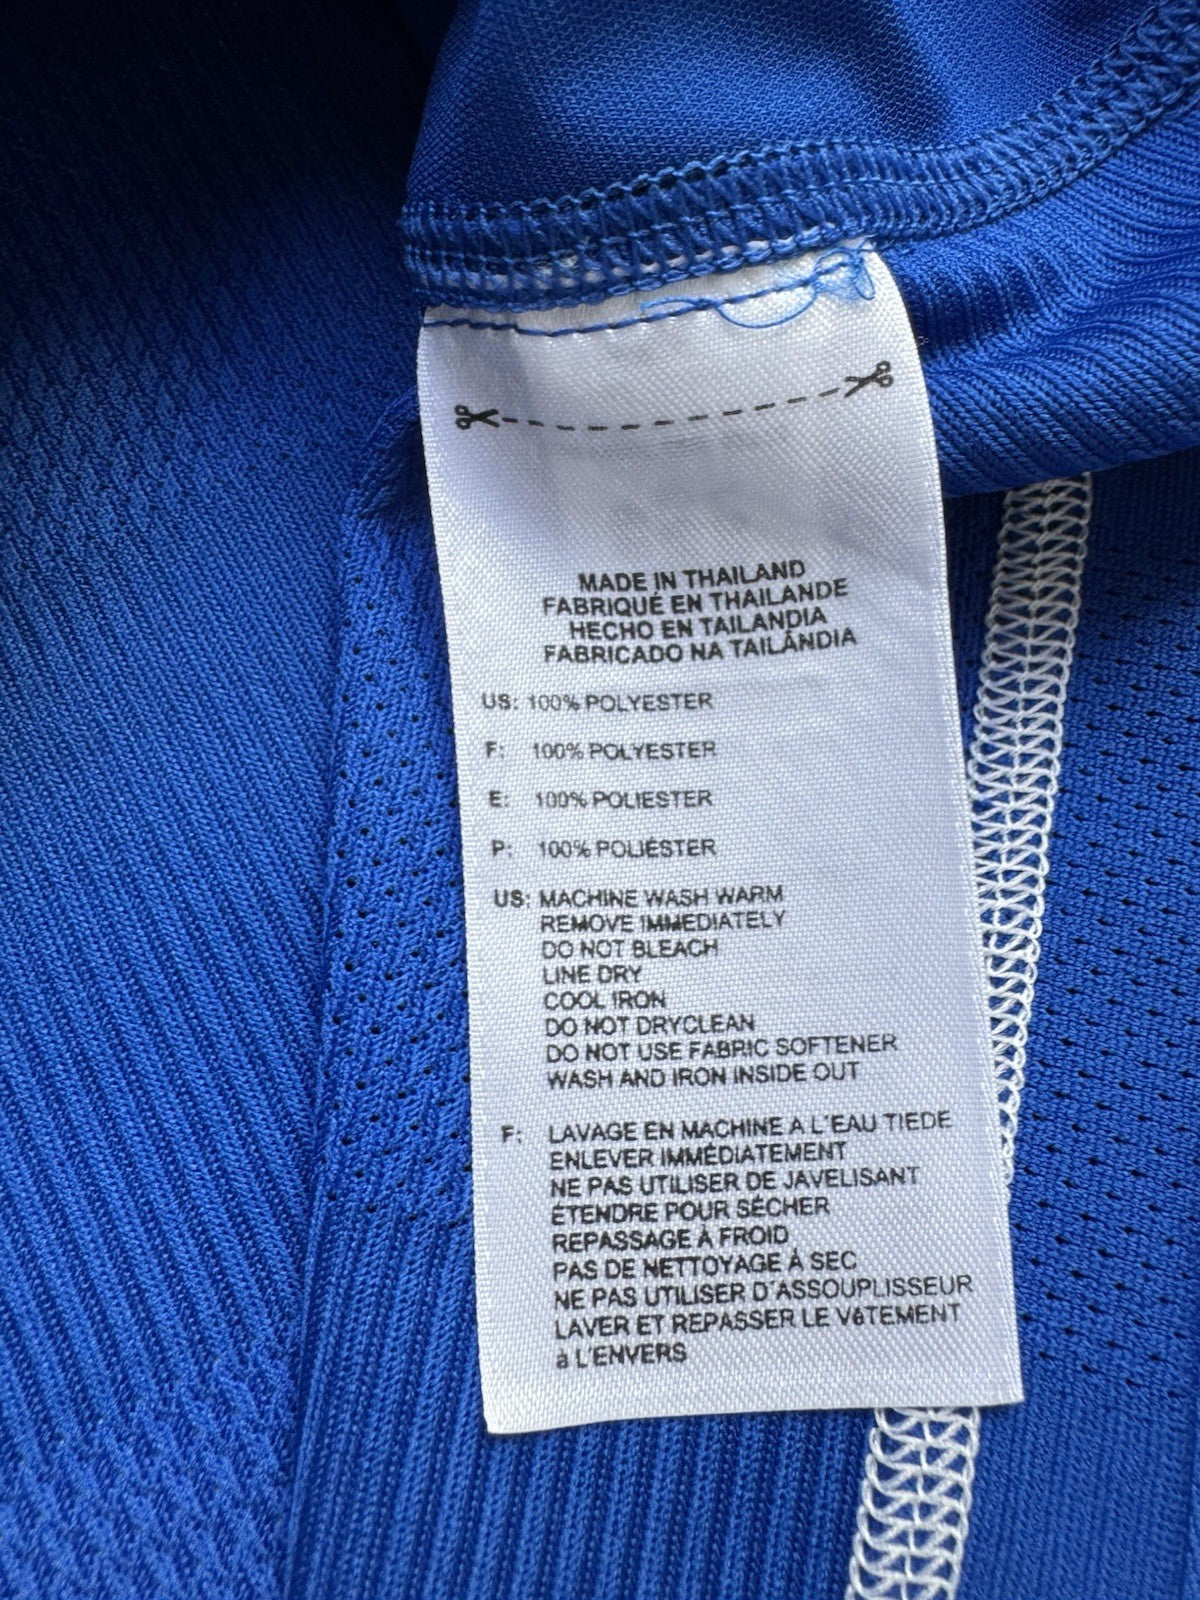 MADE IN THAILAND
FABRIQUÉ EN THAILANDE
HECHO EN TAILANDIA
FABRICADO NA TAILÂNDIA
US: 100% POLYESTER
F: 100% POLYESTER
E: 100% POLIESTER
P: 100% POLIÉSTER
US: MACHINE WASH WARM
REMOVE IMMEDIATELY
DO NOT BLEACH
LINE DRY
COOL IRON
DO NOT DRYCLEAN
DO NOT USE FABRIC SOFTENER
WASH AND IRON INSIDE OUT
F: LAVAGE EN MACHINE A L'EAU TIEDE
ENLEVER IMMÉDIATEMENT
NE PAS UTILISER DE JAVELISANT
ÉTENDRE POUR SÉCHER
REPASSAGE À FROID
PAS DE NETTOYAGE À SEC
NE PAS UTILISER D'ASSOUPLISSEUR
LAVER ET REPASSER LE VêTEMENT
à L'ENVERS